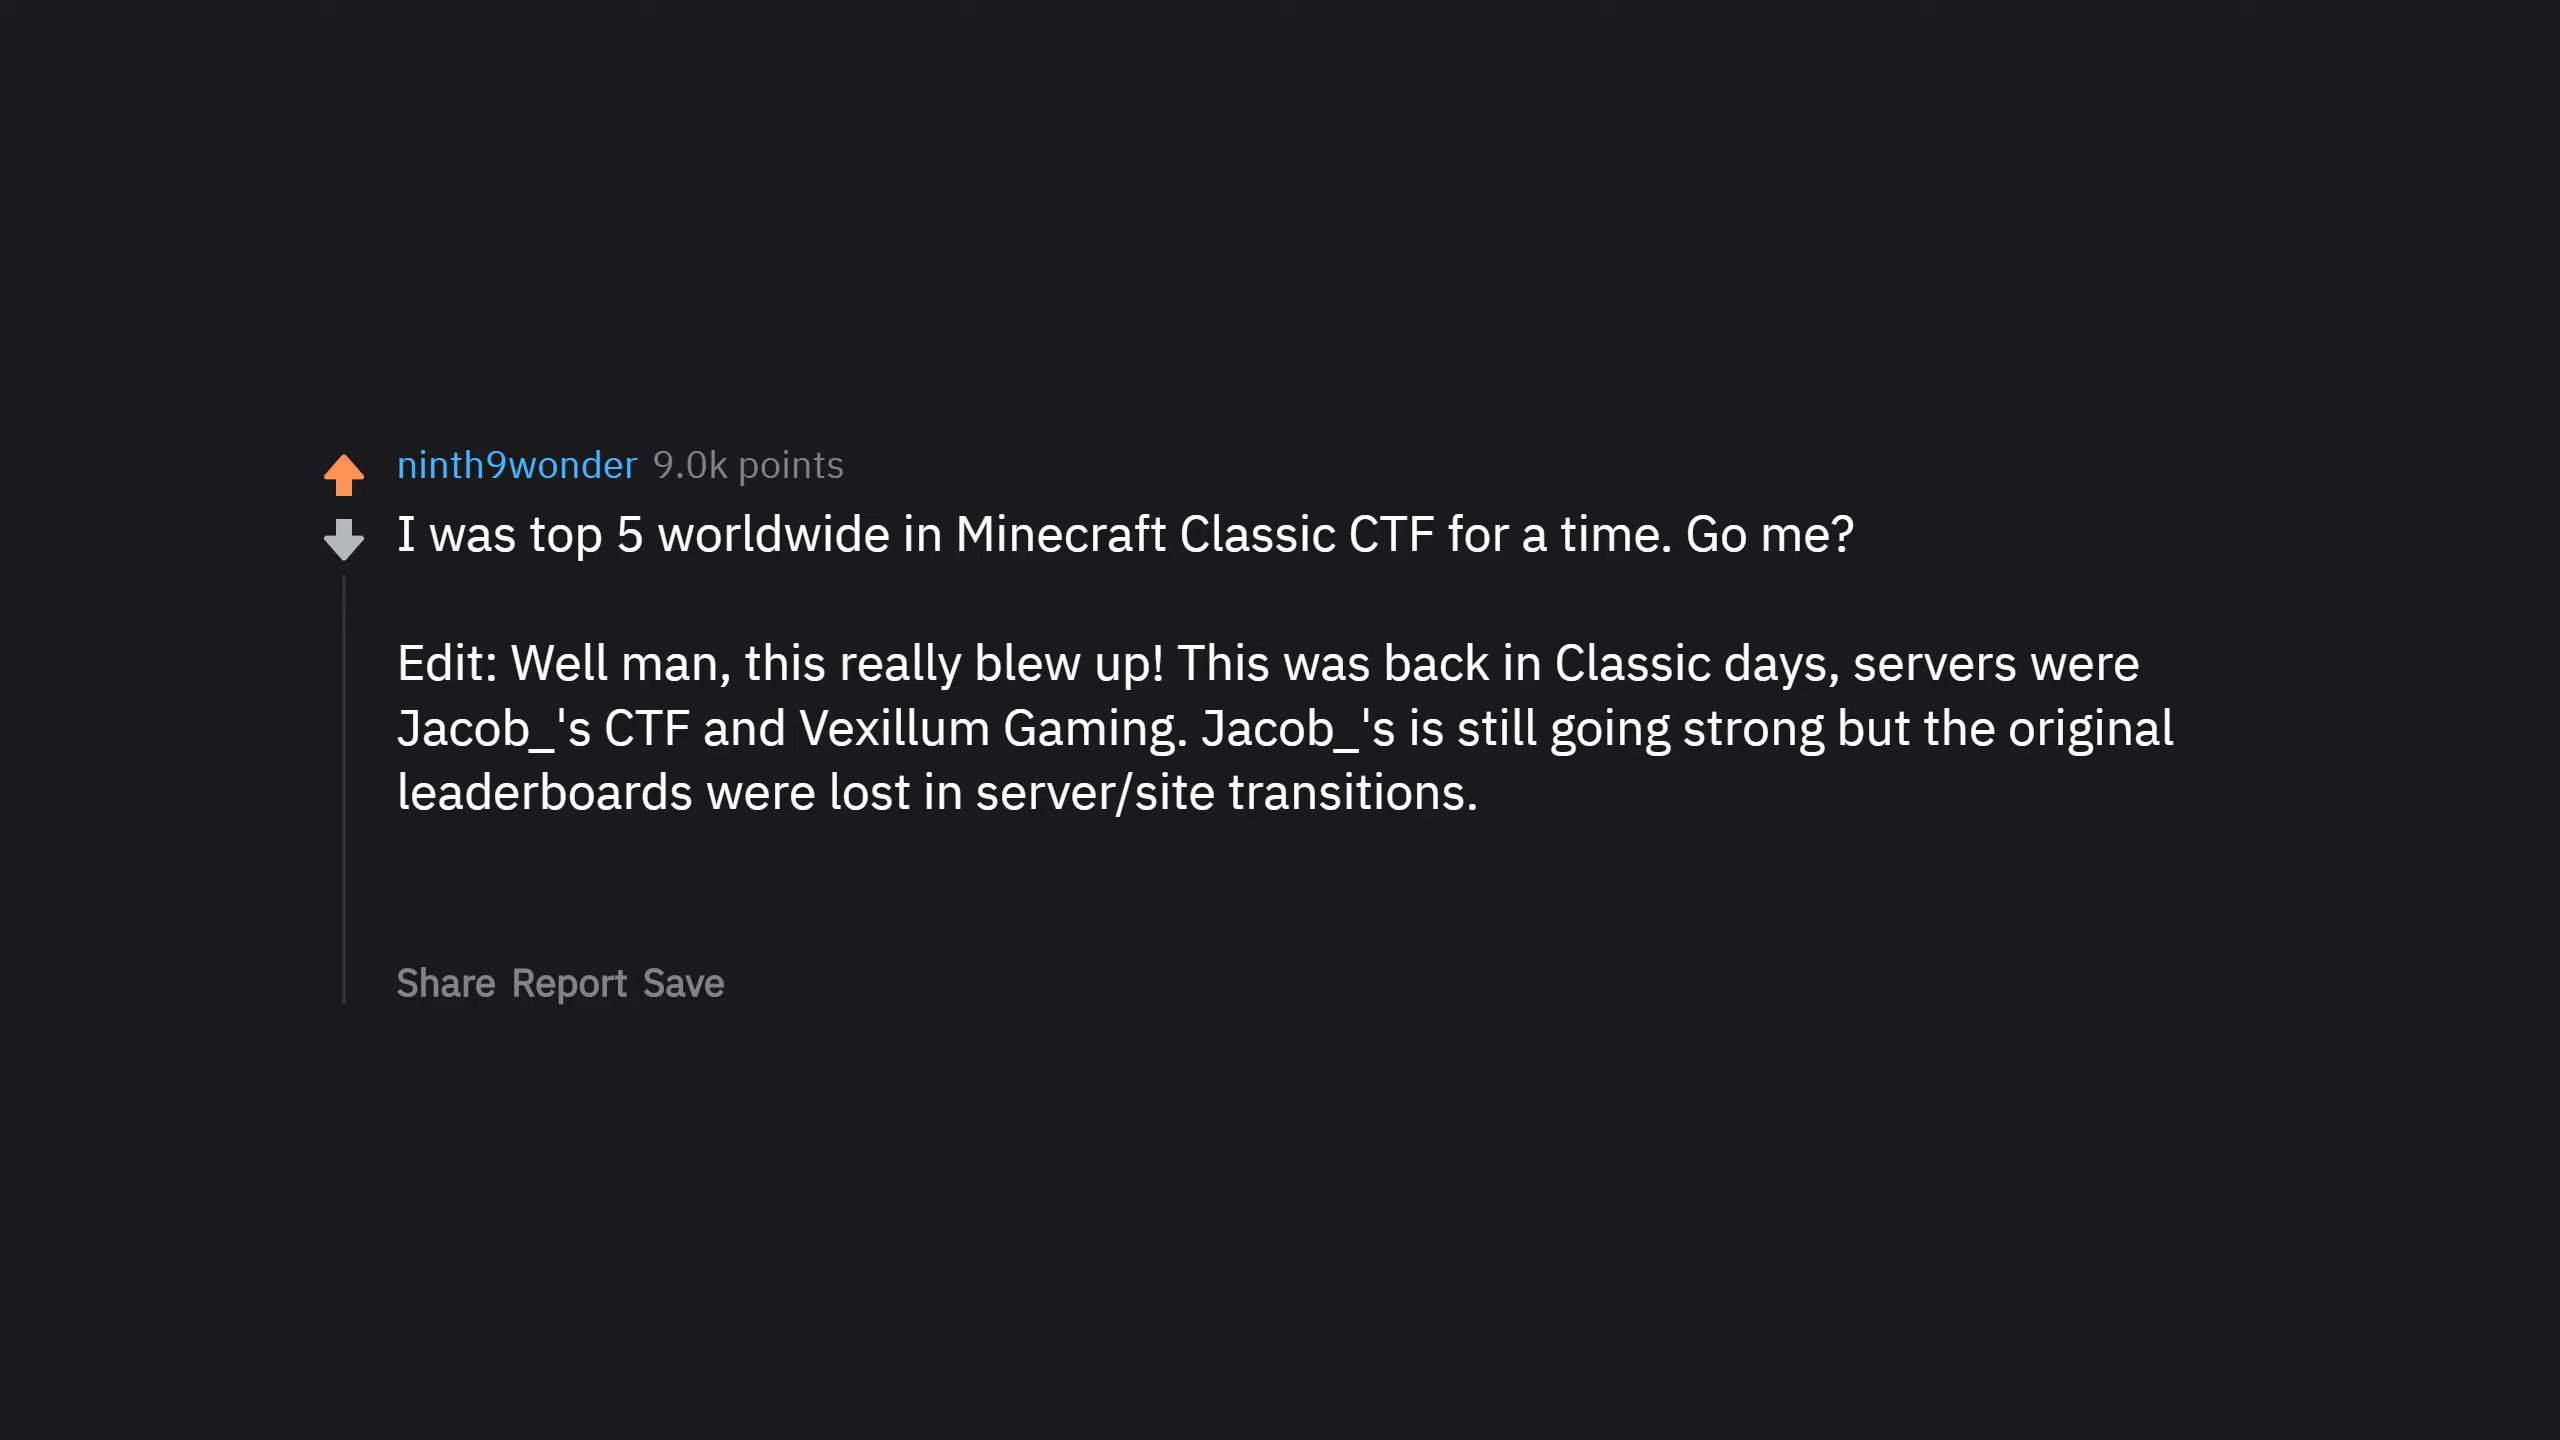 ninth9wonder 9.0k points
I was top 5 worldwide in Minecraft Classic CTF for a time. Go me?
Edit: Well man, this really blew up! This was back in Classic days, servers were
Jacob_'s CTF and Vexillum Gaming. Jacob_'s is still going strong but the original
leaderboards were lost in server/site transitions.
Share Report Save